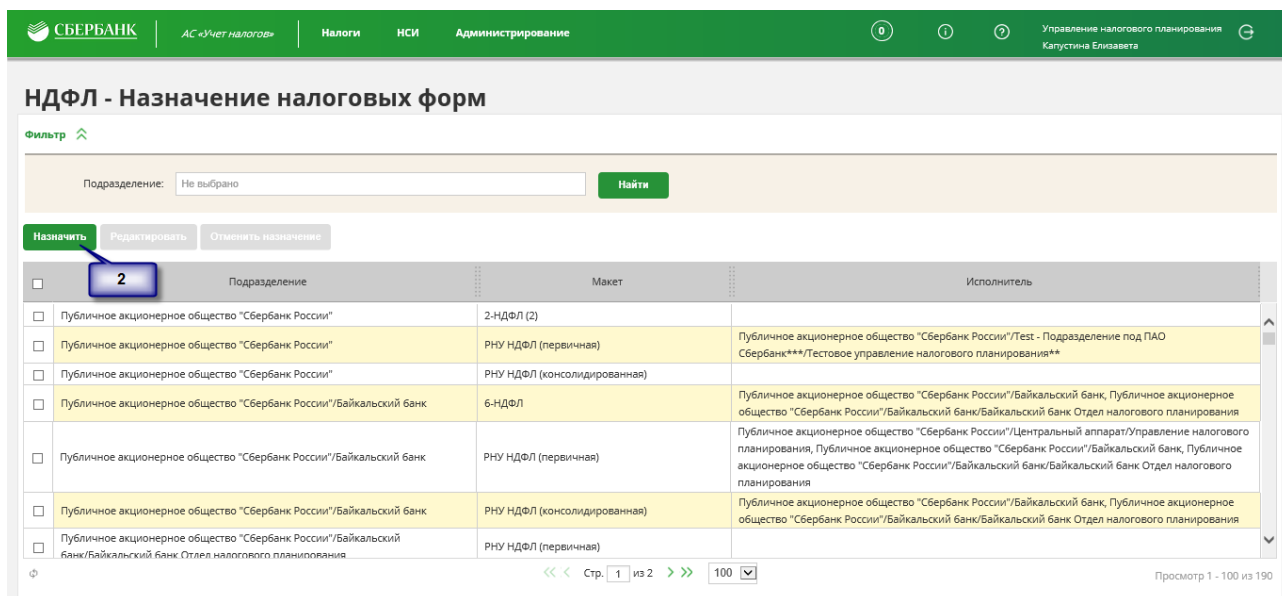 СБЕРБАНК
АС «Учет налогов»
Налоги
НСИ
Администрирование
0
Управление налогового планирования
Капустина Елизавета
НДФЛ - Назначение налоговых форм
Фильтр
Подразделение:
Не выбрано
Найти
Назначить
Редактировать
Отменить назначение
2
Подразделение
Макет
Исполнитель
Публичное акционерное общество "Сбербанк России"
2-НДФЛ (2)
Публичное акционерное общество "Сбербанк России"
РНУ НДФЛ (первичная)
Публичное акционерное общество "Сбербанк России"/Test - Подразделение под ПАО
Сбербанк***/Тестовое управление налогового планирования**
Публичное акционерное общество "Сбербанк России"
РНУ НДФЛ (консолидированная)
Публичное акционерное общество "Сбербанк России"/Байкальский банк
6-НДФЛ
Публичное акционерное общество "Сбербанк России"/Байкальский банк, Публичное акционерное
общество "Сбербанк России"/Байкальский банк/Байкальский банк Отдел налогового планирования
Публичное акционерное общество "Сбербанк России"/Байкальский банк
РНУ НДФЛ (первичная)
Публичное акционерное общество "Сбербанк России"/Центральный аппарат/Управление налогового
планирования, Публичное акционерное общество "Сбербанк России"/Байкальский банк, Публичное
акционерное общество "Сбербанк России"/Байкальский банк/Байкальский банк Отдел налогового
планирования
Публичное акционерное общество "Сбербанк России"/Байкальский банк
РНУ НДФЛ (консолидированная)
Публичное акционерное общество "Сбербанк России"/Байкальский банк, Публичное акционерное
общество "Сбербанк России"/Байкальский банк/Байкальский банк Отдел налогового планирования
Публичное акционерное общество "Сбербанк России"/Байкальский
банк/Байкальский банк Отдел налогового планирования
РНУ НДФЛ (первичная)
Стр. 1 из 2
100
Просмотр 1 - 100 из 190